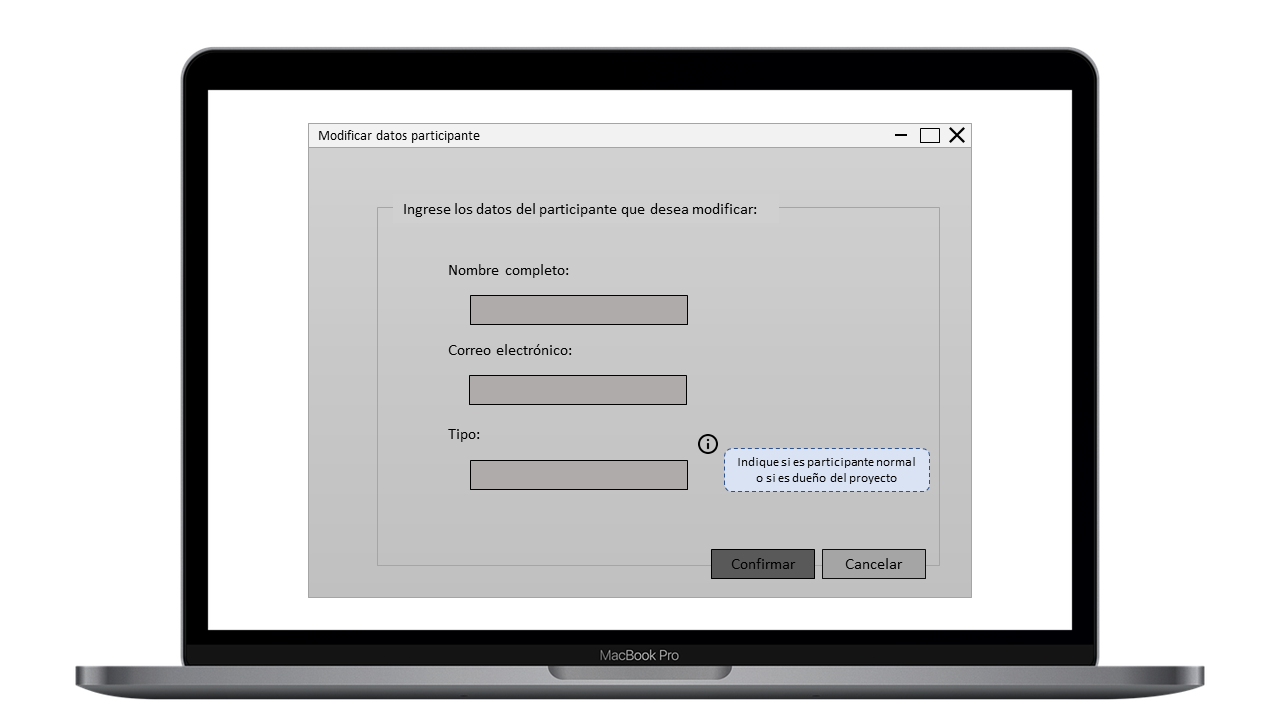 Modificar datos participante
Ingrese los datos del participante que desea modificar:
Nombre completo:
Correo electrónico:
Tipo:
Indique si es participante normal
o si es dueño del proyecto
Confirmar
Cancelar
MacBook Pro